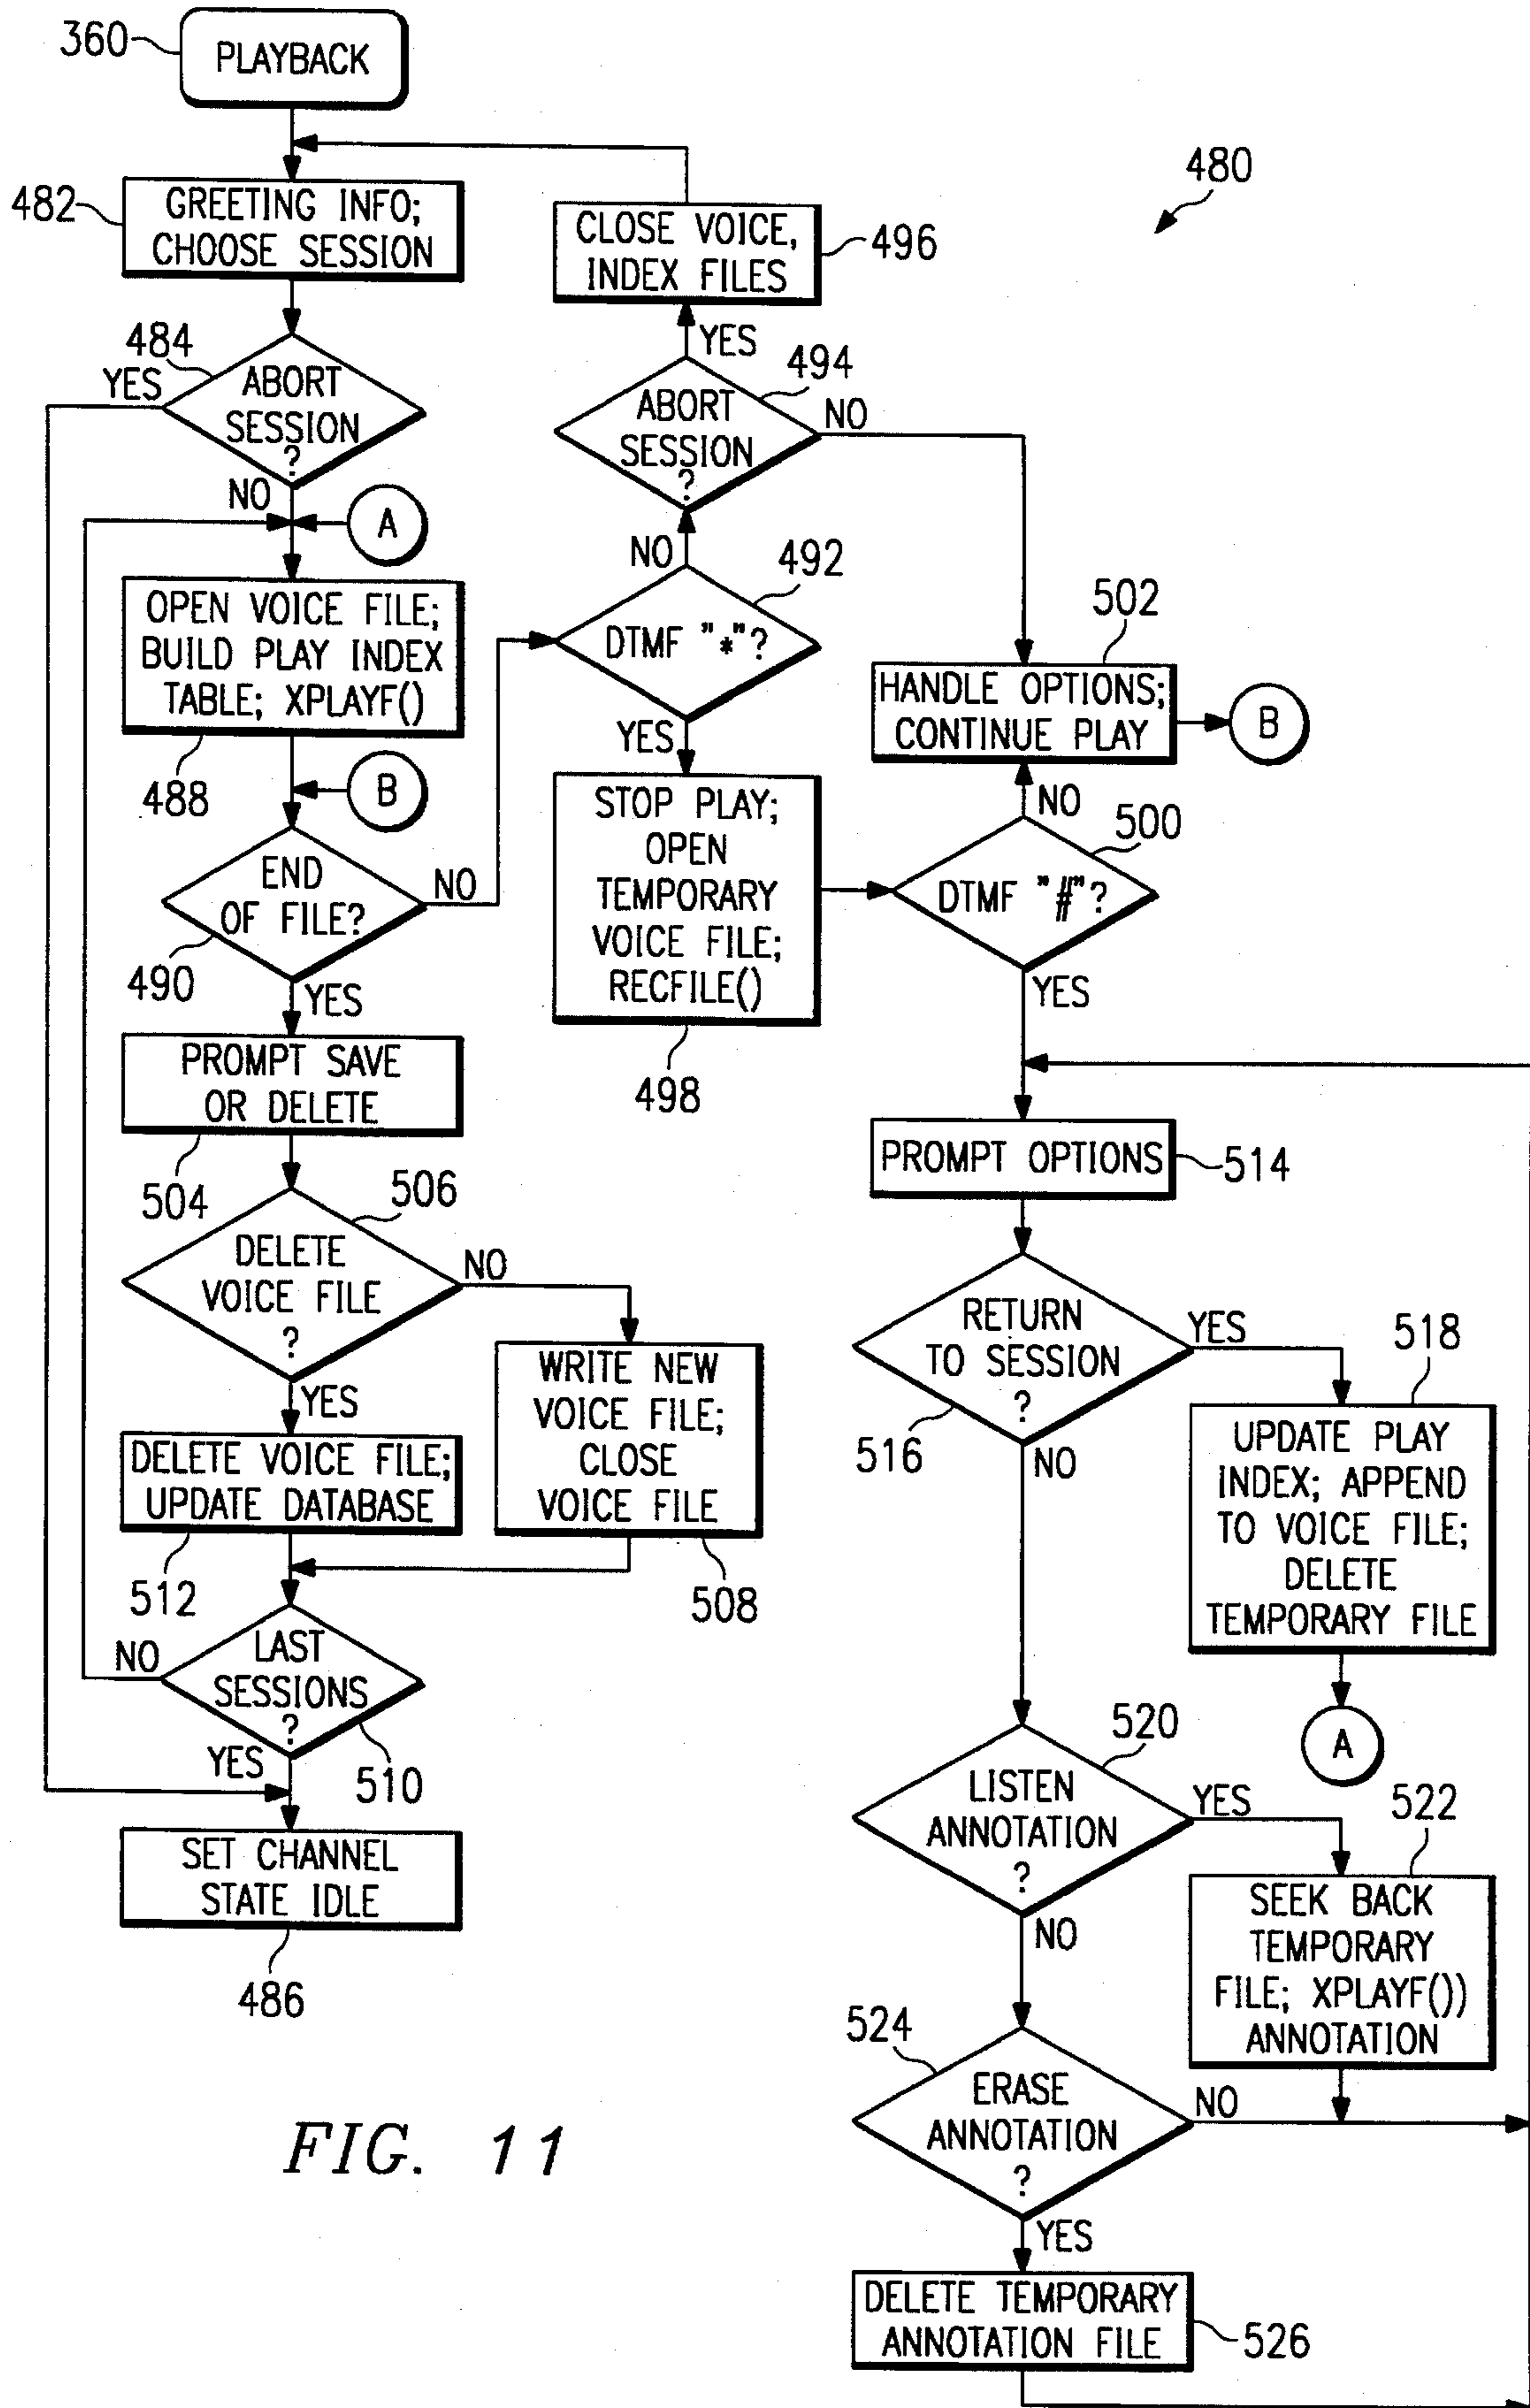 360
PLAYBACK
480
482
GREETING INFO;
CHOOSE SESSION
CLOSE VOICE,
INDEX FILES
496
484
YES
ABORT
SESSION
?
NO
YES
494
ABORT
SESSION
?
NO
A
NO
492
DTMF "*"?
YES
OPEN VOICE FILE;
BUILD PLAY INDEX
TABLE; XPLAYF()
488
502
HANDLE OPTIONS;
CONTINUE PLAY
B
B
END
OF FILE?
NO
490
YES
STOP PLAY;
OPEN
TEMPORARY
VOICE FILE;
RECFILE()
498
NO
500
DTMF "#"?
YES
PROMPT SAVE
OR DELETE
504
PROMPT OPTIONS
514
506
DELETE
VOICE FILE
?
NO
YES
WRITE NEW
VOICE FILE;
CLOSE
VOICE FILE
508
RETURN
TO SESSION
?
YES
516
NO
518
UPDATE PLAY
INDEX; APPEND
TO VOICE FILE;
DELETE
TEMPORARY FILE
A
DELETE VOICE FILE;
UPDATE DATABASE
512
NO
LAST
SESSIONS
?
YES
510
520
LISTEN
ANNOTATION
?
YES
NO
522
SEEK BACK
TEMPORARY
FILE; XPLAYF())
ANNOTATION
SET CHANNEL
STATE IDLE
486
524
ERASE
ANNOTATION
?
NO
YES
DELETE TEMPORARY
ANNOTATION FILE
526
FIG. 11